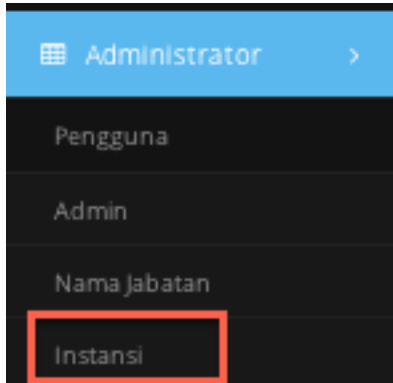 Administrator
Pengguna
Admin
Nama Jabatan
Instansi